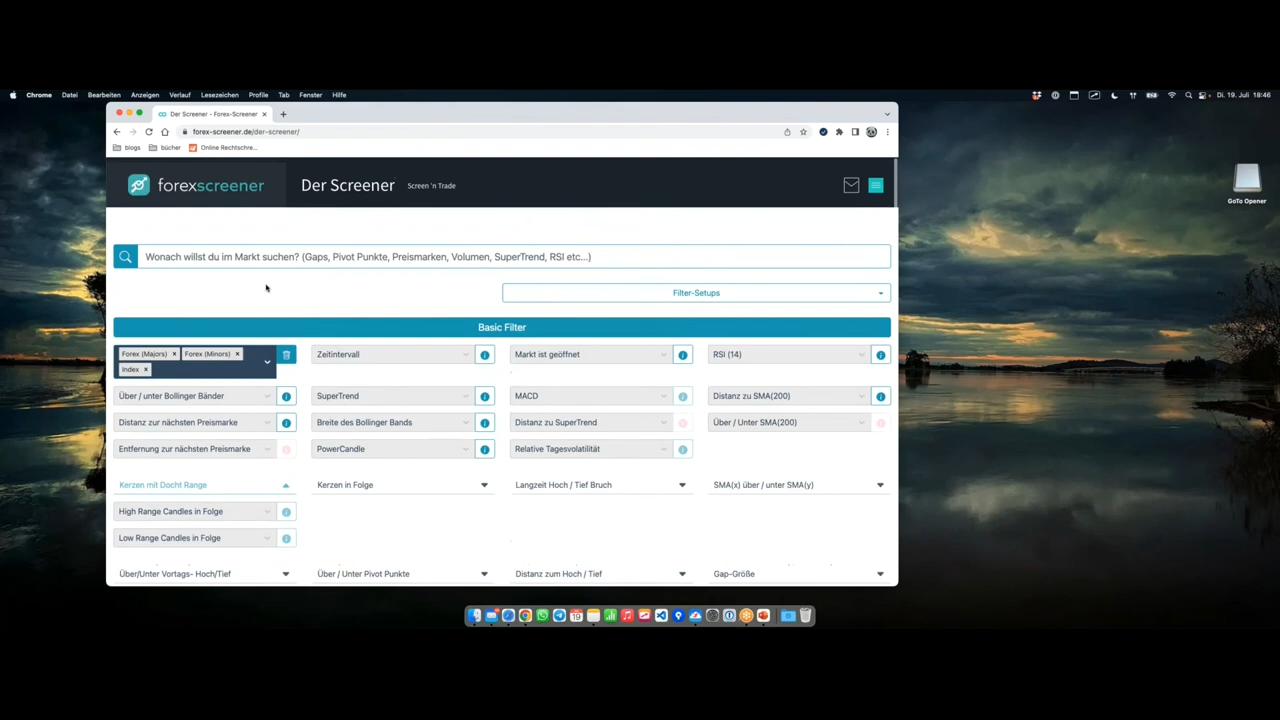 Chrome Datei Bearbeiten Anzeigen Verlauf Lesezeichen Profile Tab Fenster Hilfe Di. 19. Juli 18:46
Der Screener - Forex-Screener
forex-screener.de/der-screener/
blogs bücher Online Rechtschre...
forexscreener Der Screener Screen 'n Trade
GoTo Opener
Wonach willst du im Markt suchen? (Gaps, Pivot Punkte, Preismarken, Volumen, SuperTrend, RSI etc...)
Filter-Setups
Basic Filter
Forex (Majors) × Forex (Minors) × Zeitintervall Markt ist geöffnet RSI (14)
Index ×
Über / unter Bollinger Bänder SuperTrend MACD Distanz zu SMA(200)
Distanz zur nächsten Preismarke Breite des Bollinger Bands Distanz zu SuperTrend Über / Unter SMA(200)
Entfernung zur nächsten Preismarke PowerCandle Relative Tagesvolatilität
Kerzen mit Docht Range Kerzen in Folge Langzeit Hoch / Tief Bruch SMA(x) über / unter SMA(y)
High Range Candles in Folge
Low Range Candles in Folge
Über/Unter Vortags- Hoch/Tief Über / Unter Pivot Punkte Distanz zum Hoch / Tief Gap-Größe